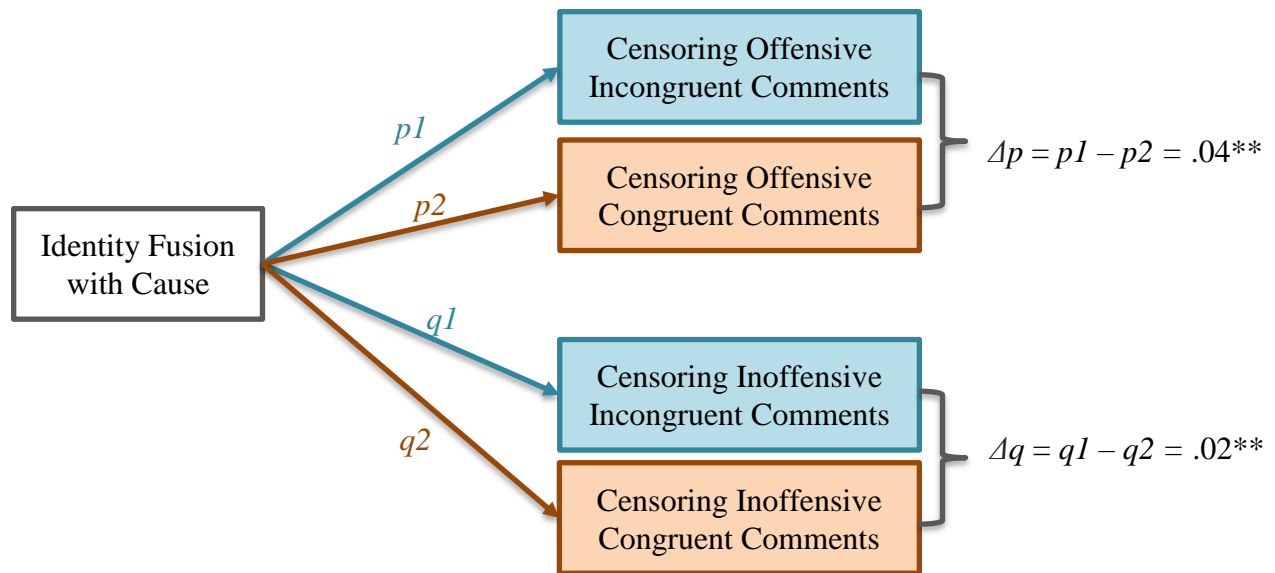 Censoring Offensive
Incongruent Comments
p1
Δp = p1 – p2 = .04**
Censoring Offensive
Congruent Comments
p2
Identity Fusion
with Cause
q1
Censoring Inoffensive
Incongruent Comments
q2
Δq = q1 – q2 = .02**
Censoring Inoffensive
Congruent Comments